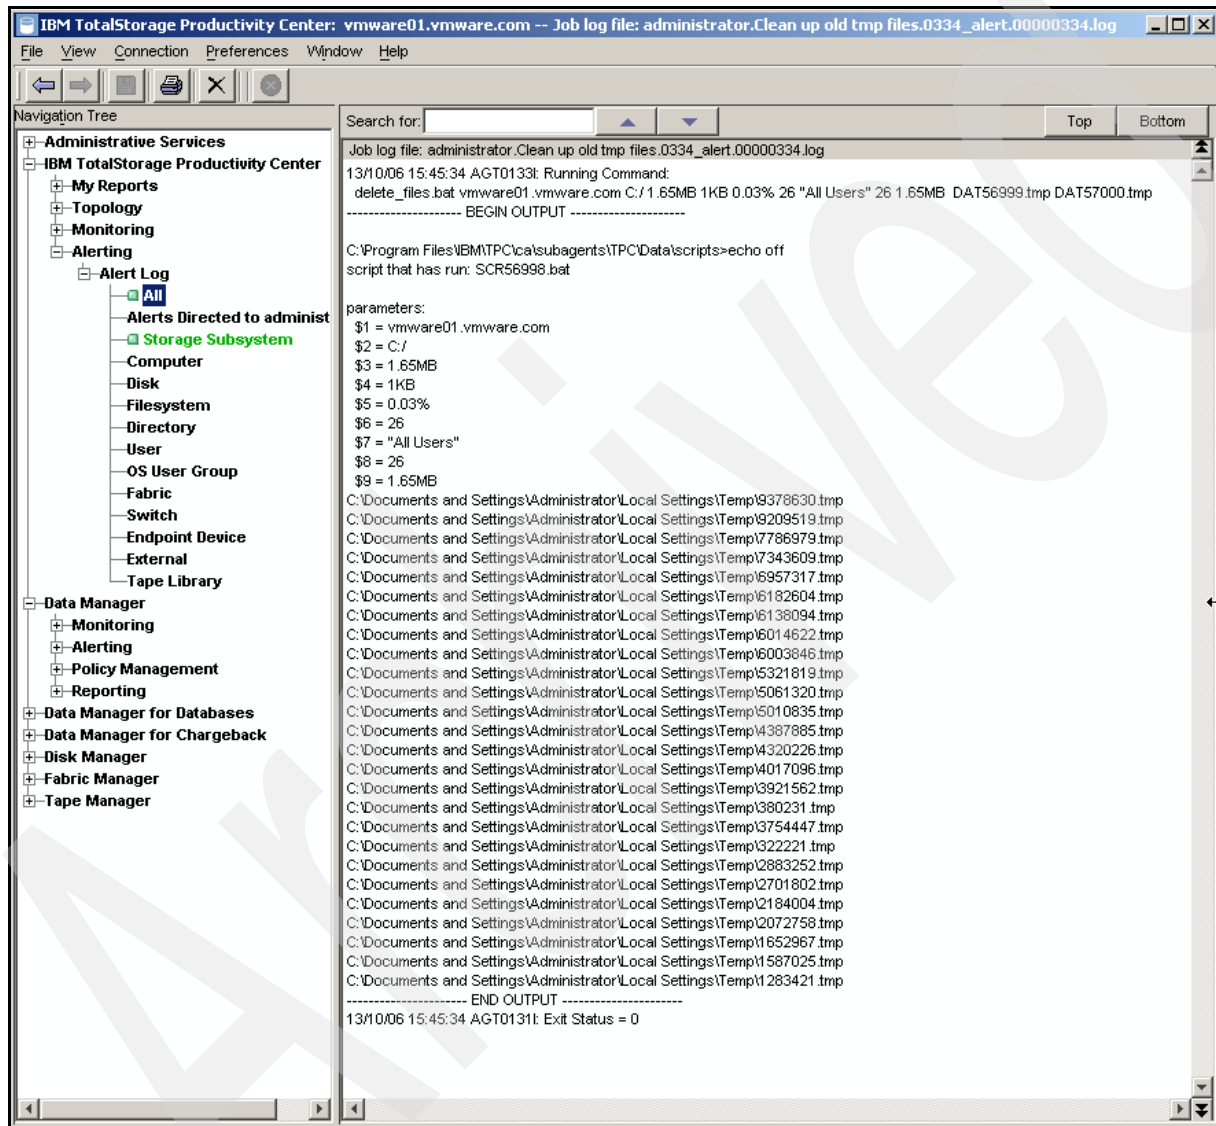 IBM TotalStorage Productivity Center: vmware01.vmware.com -- Job log file: administrator.Clean up old tmp files.0334_alert.00000334.log
File View Connection Preferences Window Help
Navigation Tree
Administrative Services
IBM TotalStorage Productivity Center
My Reports
Topology
Monitoring
Alerting
Alert Log
All
Alerts Directed to administ
Storage Subsystem
Computer
Disk
Filesystem
Directory
User
OS User Group
Fabric
Switch
Endpoint Device
External
Tape Library
Data Manager
Monitoring
Alerting
Policy Management
Reporting
Data Manager for Databases
Data Manager for Chargeback
Disk Manager
Fabric Manager
Tape Manager
Search for: Top Bottom
Job log file: administrator.Clean up old tmp files.0334_alert.00000334.log
13/10/06 15:45:34 AGT0133I: Running Command:
delete_files.bat vmware01.vmware.com C:/ 1.65MB 1KB 0.03% 26 "All Users" 26 1.65MB DAT56999.tmp DAT57000.tmp
--------------------- BEGIN OUTPUT ---------------------
C:\Program Files\IBM\TPC\ca\subagents\TPC\Data\scripts>echo off
script that has run: SCR56998.bat
parameters:
$1 = vmware01.vmware.com
$2 = C:/
$3 = 1.65MB
$4 = 1KB
$5 = 0.03%
$6 = 26
$7 = "All Users"
$8 = 26
$9 = 1.65MB
C:\Documents and Settings\Administrator\Local Settings\Temp\9378630.tmp
C:\Documents and Settings\Administrator\Local Settings\Temp\9209519.tmp
C:\Documents and Settings\Administrator\Local Settings\Temp\7786979.tmp
C:\Documents and Settings\Administrator\Local Settings\Temp\7343609.tmp
C:\Documents and Settings\Administrator\Local Settings\Temp\6957317.tmp
C:\Documents and Settings\Administrator\Local Settings\Temp\6182604.tmp
C:\Documents and Settings\Administrator\Local Settings\Temp\6138094.tmp
C:\Documents and Settings\Administrator\Local Settings\Temp\6014622.tmp
C:\Documents and Settings\Administrator\Local Settings\Temp\6003846.tmp
C:\Documents and Settings\Administrator\Local Settings\Temp\5321819.tmp
C:\Documents and Settings\Administrator\Local Settings\Temp\5061320.tmp
C:\Documents and Settings\Administrator\Local Settings\Temp\5010835.tmp
C:\Documents and Settings\Administrator\Local Settings\Temp\4387885.tmp
C:\Documents and Settings\Administrator\Local Settings\Temp\4320226.tmp
C:\Documents and Settings\Administrator\Local Settings\Temp\4017096.tmp
C:\Documents and Settings\Administrator\Local Settings\Temp\3921562.tmp
C:\Documents and Settings\Administrator\Local Settings\Temp\380231.tmp
C:\Documents and Settings\Administrator\Local Settings\Temp\3754447.tmp
C:\Documents and Settings\Administrator\Local Settings\Temp\322221.tmp
C:\Documents and Settings\Administrator\Local Settings\Temp\2883252.tmp
C:\Documents and Settings\Administrator\Local Settings\Temp\2701802.tmp
C:\Documents and Settings\Administrator\Local Settings\Temp\2184004.tmp
C:\Documents and Settings\Administrator\Local Settings\Temp\2072758.tmp
C:\Documents and Settings\Administrator\Local Settings\Temp\1652967.tmp
C:\Documents and Settings\Administrator\Local Settings\Temp\1587025.tmp
C:\Documents and Settings\Administrator\Local Settings\Temp\1283421.tmp
---------------------- END OUTPUT ----------------------
13/10/06 15:45:34 AGT0131I: Exit Status = 0
Archived